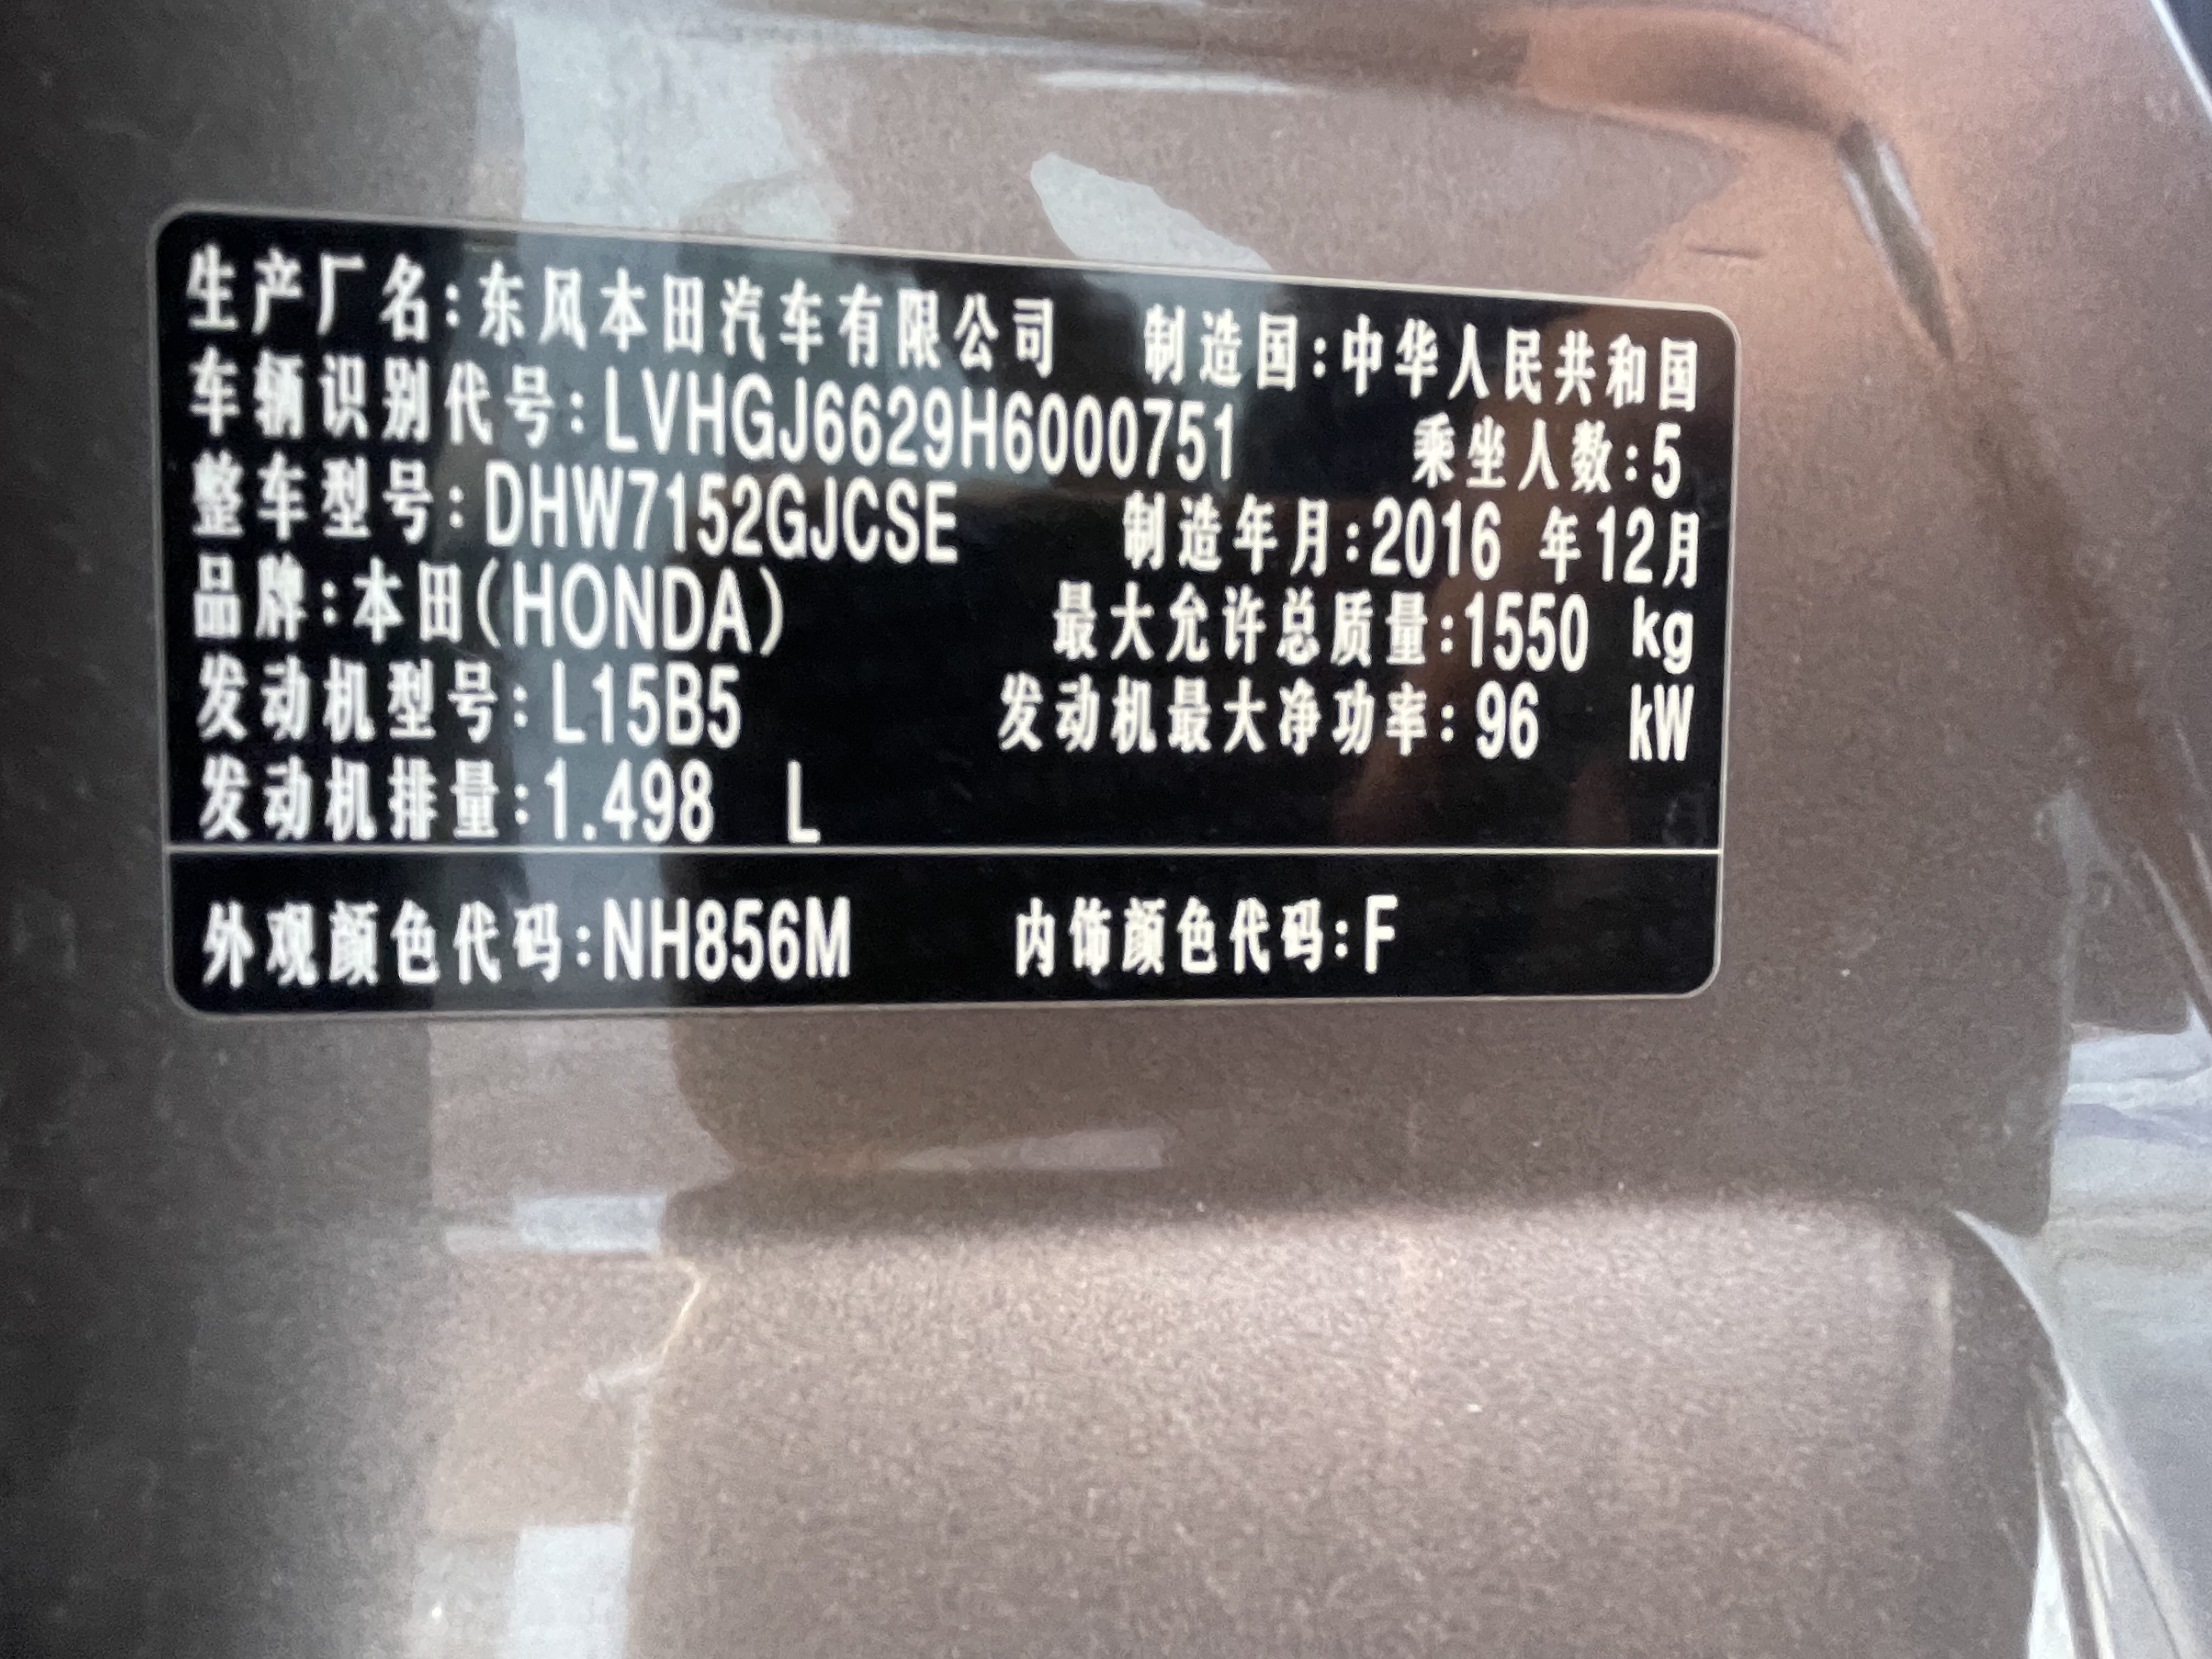 生产厂名:东风本田汽车有限公司 制造国:中华人民共和国
车辆识别代号:LVHGJ6629H6000751 乘坐人数:5
整车型号:DHW7152GJCSE 制造年月:2016 年12月
品牌:本田(HONDA) 最大允许总质量:1550 kg
发动机型号:L15B5 发动机最大净功率:96 kW
发动机排量:1.498 L
外观颜色代码:NH856M 内饰颜色代码:F